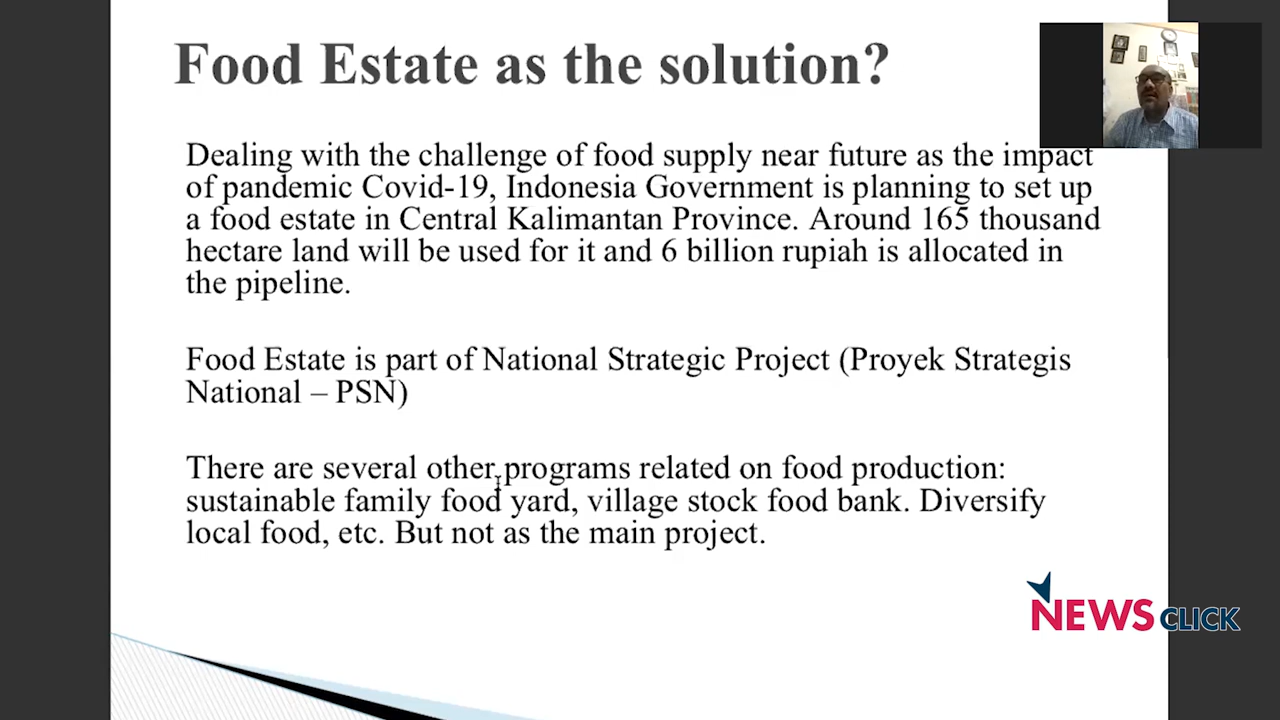 Food Estate as the solution?
Dealing with the challenge of food supply near future as the impact
of pandemic Covid-19, Indonesia Government is planning to set up
a food estate in Central Kalimantan Province. Around 165 thousand
hectare land will be used for it and 6 billion rupiah is allocated in
the pipeline.
Food Estate is part of National Strategic Project (Proyek Strategis
National – PSN)
There are several other programs related on food production:
sustainable family food yard, village stock food bank. Diversify
local food, etc. But not as the main project.
NEWSCLICK